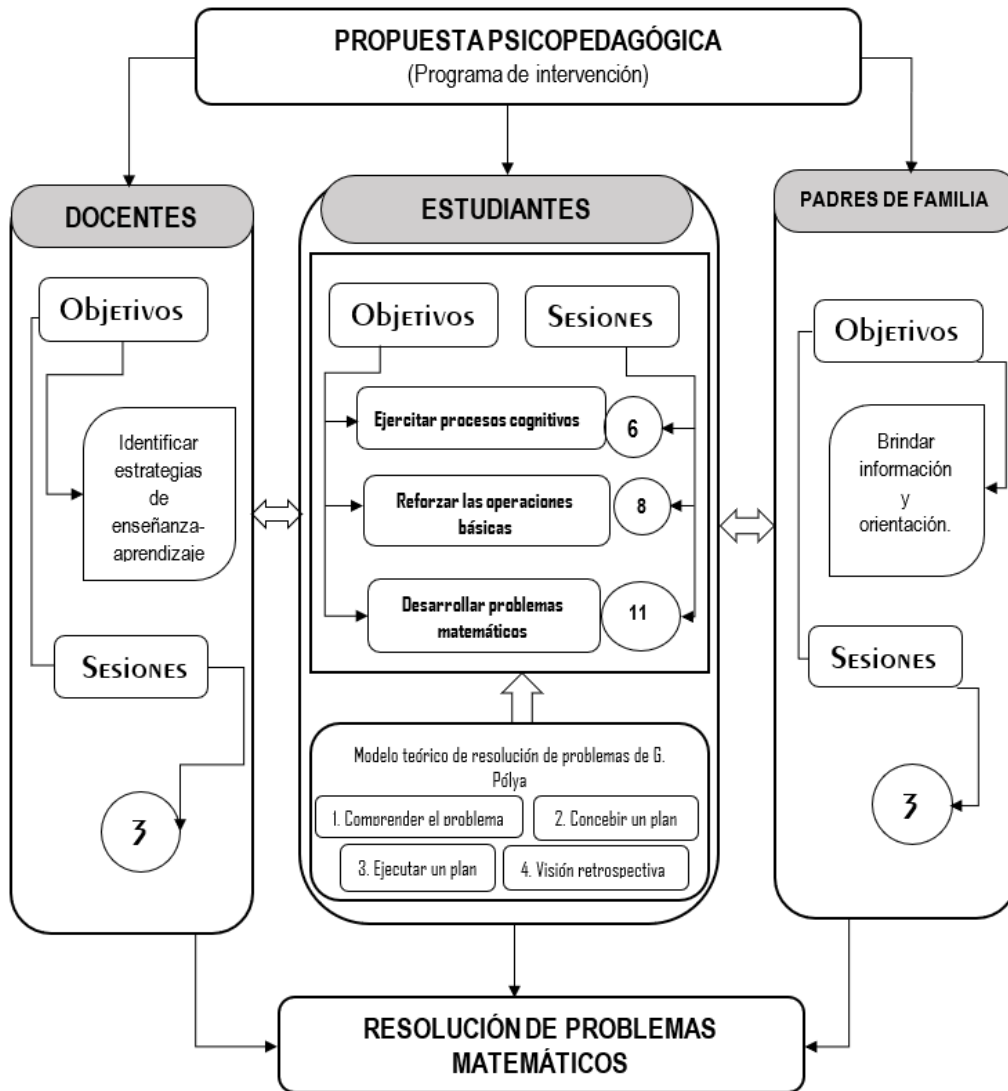 PROPUESTA PSICOPEDAGÓGICA
(Programa de intervención)
DOCENTES
Objetivos
Identificar
estrategias
de
enseñanza-
aprendizaje
Sesiones
3
ESTUDIANTES
Objetivos
Sesiones
Ejercitar procesos cognitivos
6
Reforzar las operaciones
básicas
8
Desarrollar problemas
matemáticos
11
Modelo teórico de resolución de problemas de G.
Pólya
1. Comprender el problema
2. Concebir un plan
3. Ejecutar un plan
4. Visión retrospectiva
PADRES DE FAMILIA
Objetivos
Brindar
información
y
orientación.
Sesiones
3
RESOLUCIÓN DE PROBLEMAS
MATEMÁTICOS